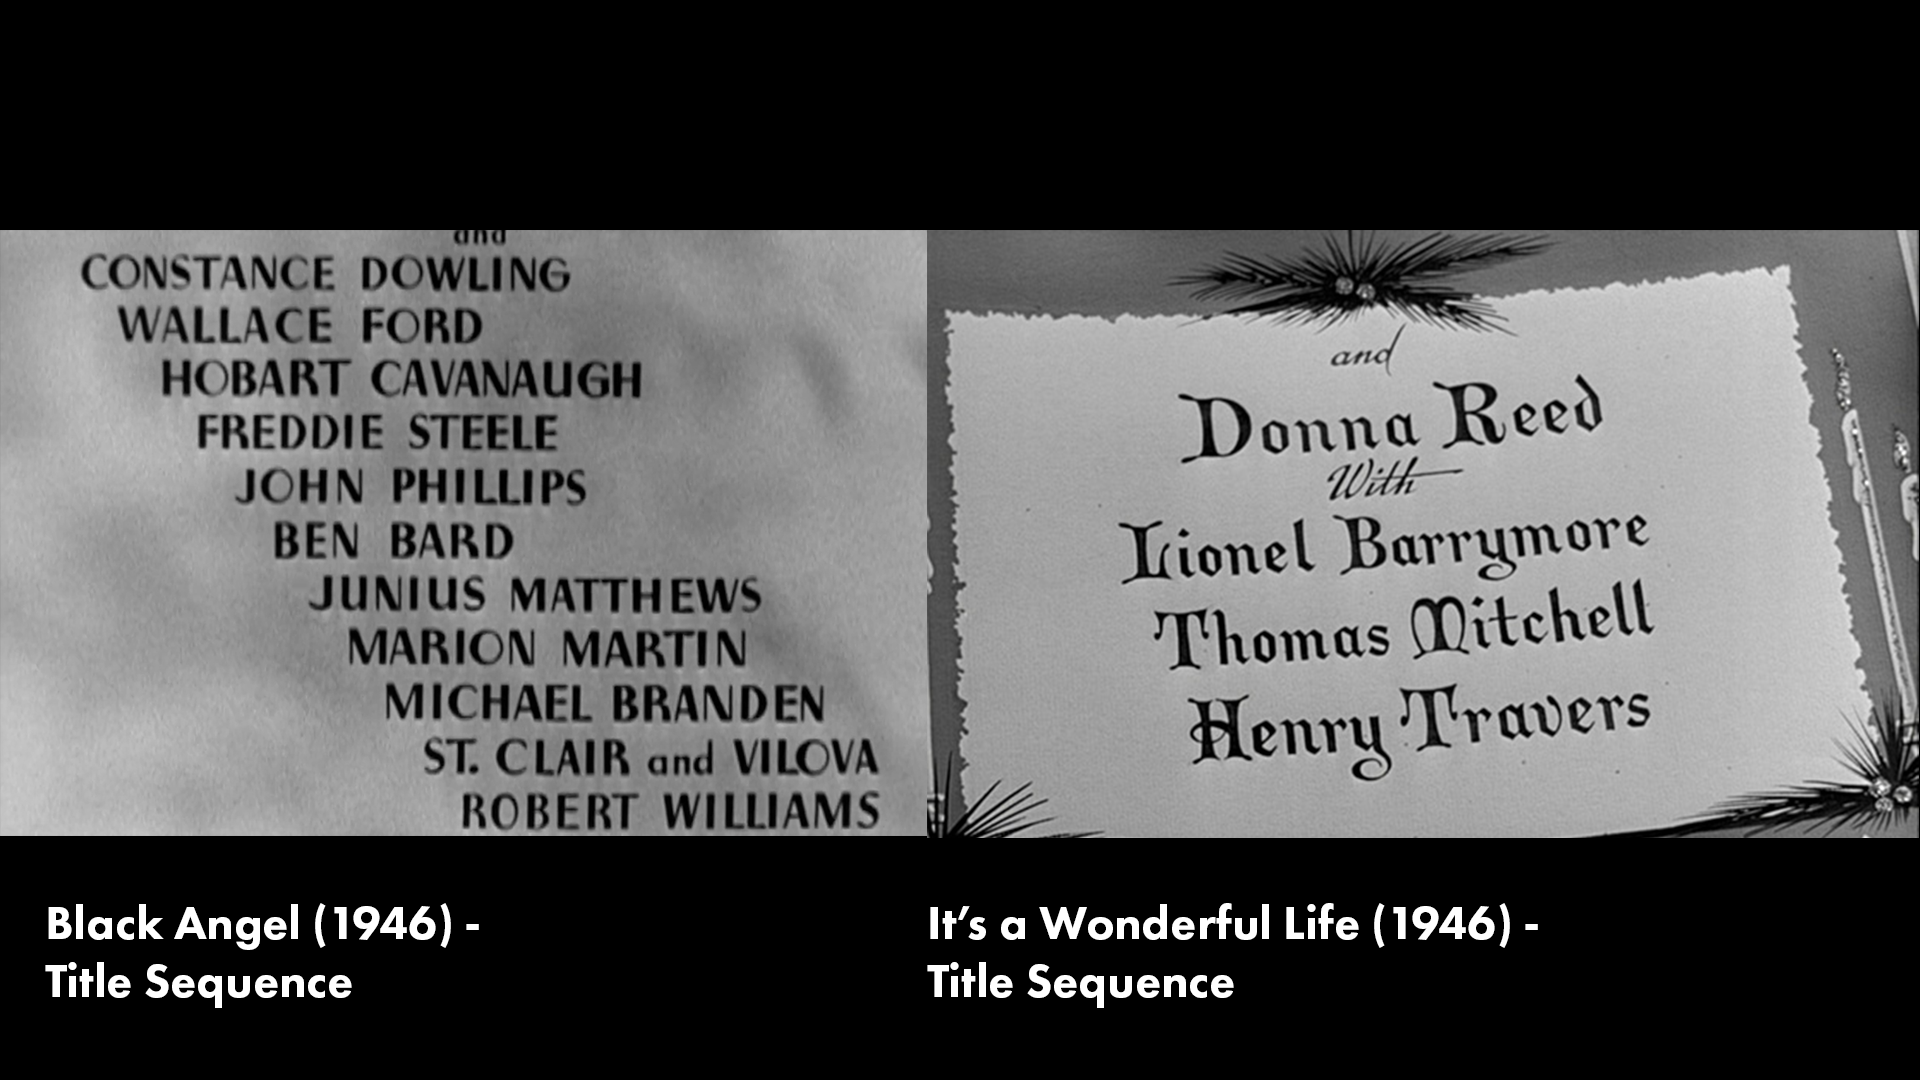 and
CONSTANCE DOWLING
WALLACE FORD
HOBART CAVANAUGH
FREDDIE STEELE
JOHN PHILLIPS
BEN BARD
JUNIUS MATTHEWS
MARION MARTIN
MICHAEL BRANDEN
ST. CLAIR and VILOVA
ROBERT WILLIAMS
and
Donna Reed
With
Lionel Barrymore
Thomas Mitchell
Henry Travers
Black Angel (1946) -
Title Sequence
It’s a Wonderful Life (1946) -
Title Sequence